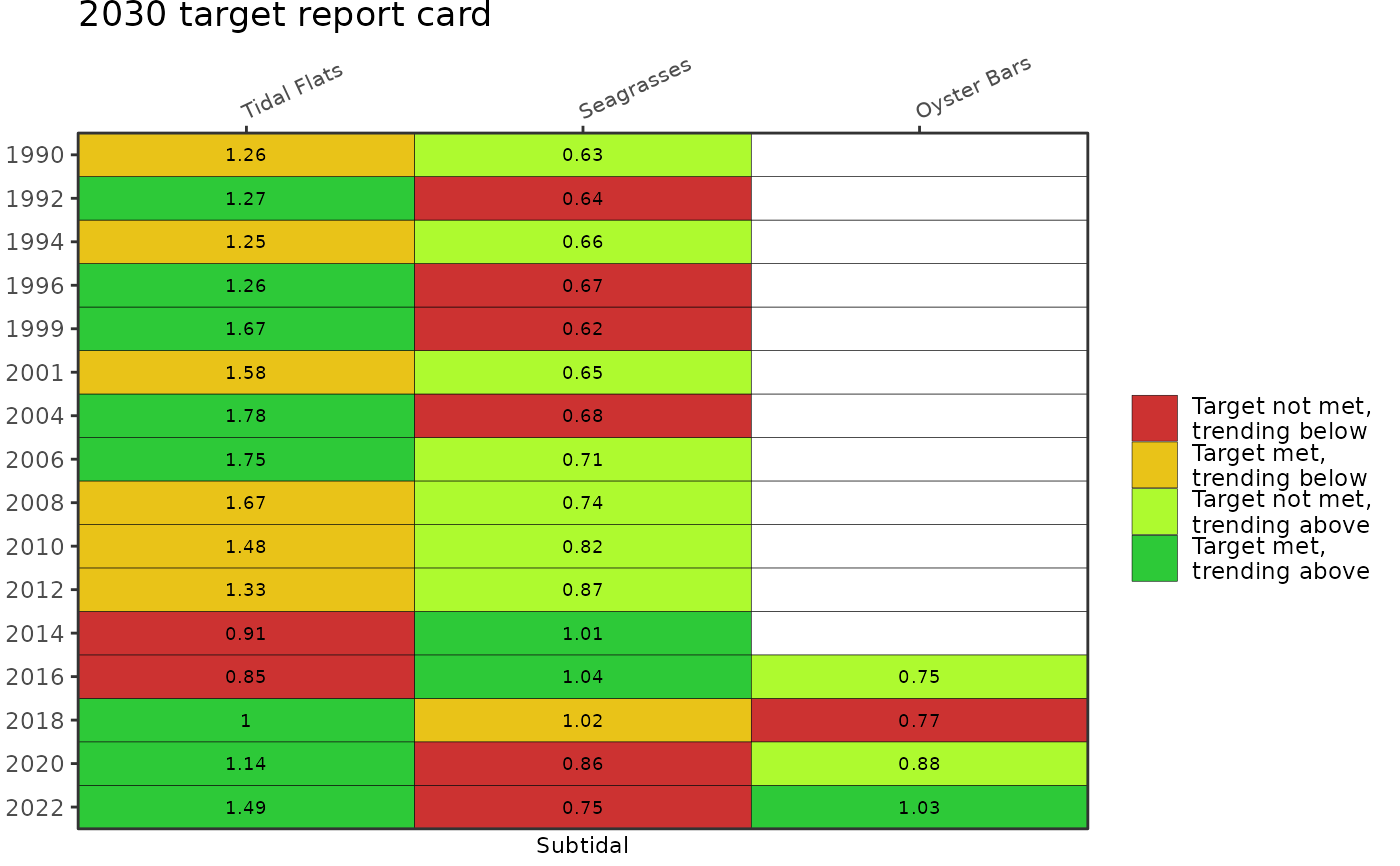 2030 target report card
Tidal Flats Seagrasses Oyster Bars
1990 1.26 0.63
1992 1.27 0.64
1994 1.25 0.66
1996 1.26 0.67
1999 1.67 0.62
2001 1.58 0.65
2004 1.78 0.68
2006 1.75 0.71
2008 1.67 0.74
2010 1.48 0.82
2012 1.33 0.87
2014 0.91 1.01
2016 0.85 1.04 0.75
2018 1 1.02 0.77
2020 1.14 0.86 0.88
2022 1.49 0.75 1.03
Subtidal
Target not met,
trending below
Target met,
trending below
Target not met,
trending above
Target met,
trending above